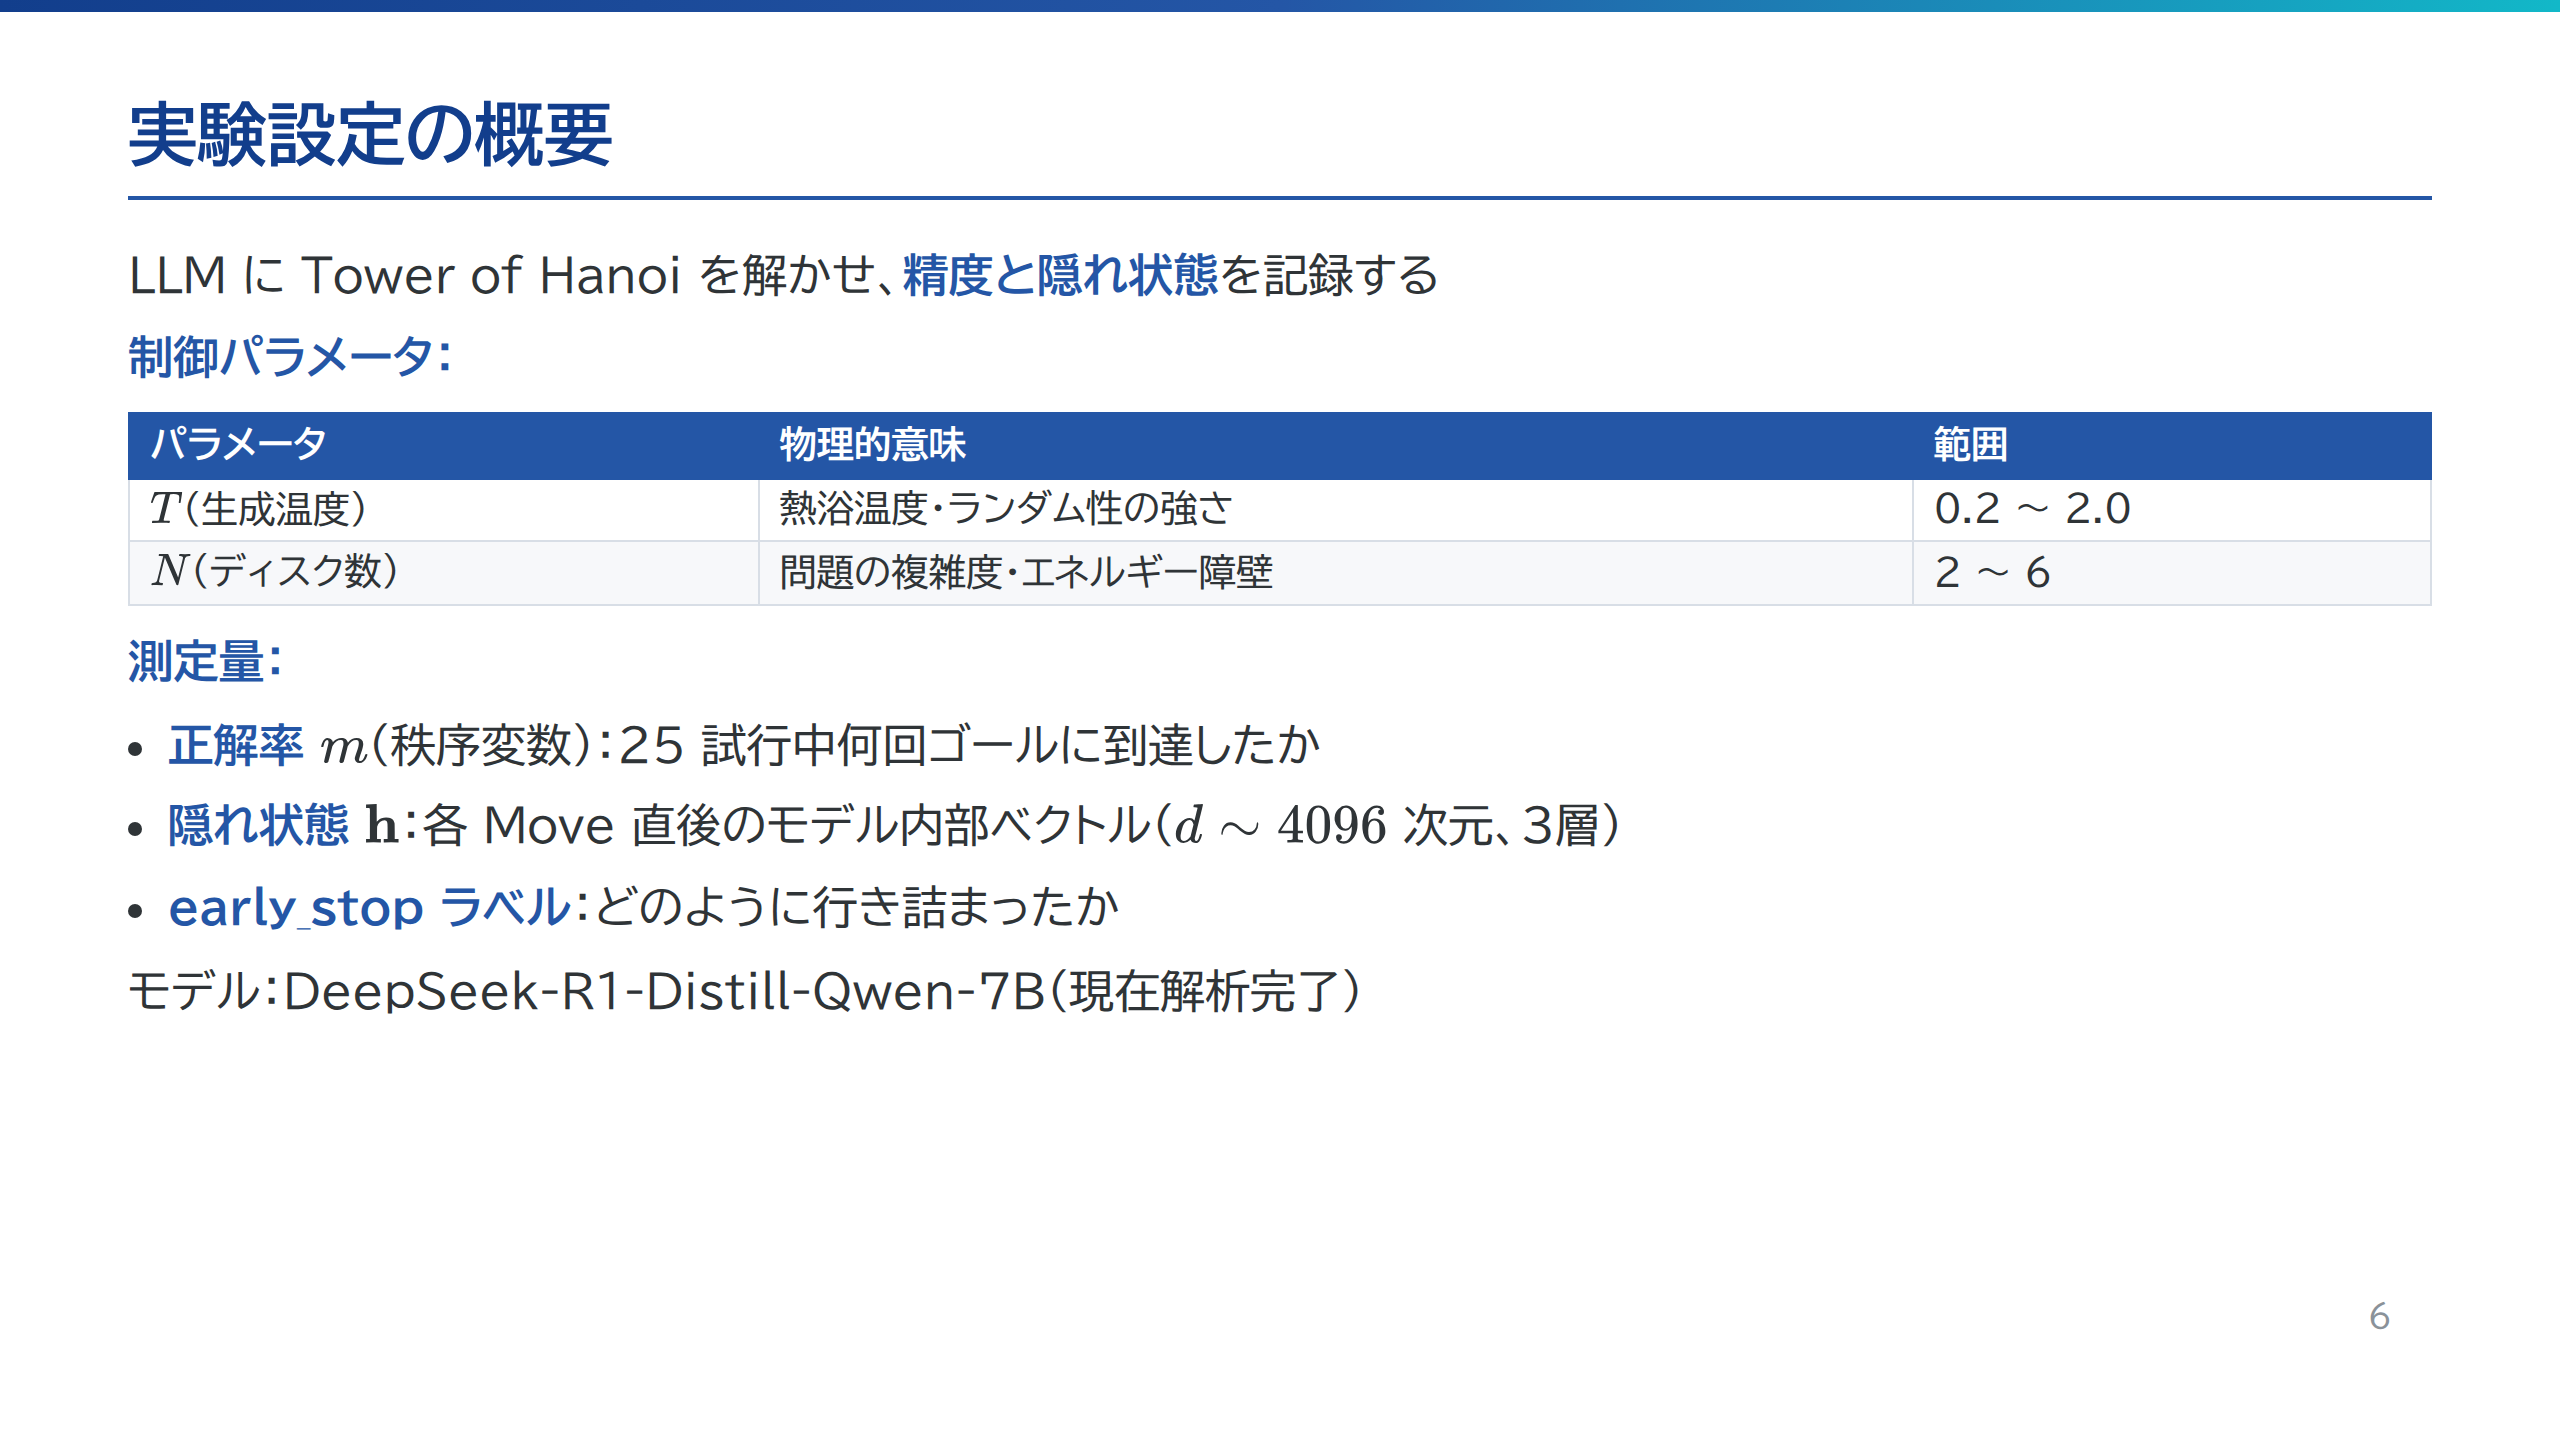 実験設定の概要
LLM に Tower of Hanoi を解かせ、精度と隠れ状態を記録する
制御パラメータ：
パラメータ 物理的意味 範囲
T（生成温度） 熱浴温度・ランダム性の強さ 0.2 ～ 2.0
N（ディスク数） 問題の複雑度・エネルギー障壁 2 ～ 6
測定量：
• 正解率 m（秩序変数）：25 試行中何回ゴールに到達したか
• 隠れ状態 h：各 Move 直後のモデル内部ベクトル（d ∼ 4096 次元、3層）
• early_stop ラベル：どのように行き詰まったか
モデル：DeepSeek-R1-Distill-Qwen-7B（現在解析完了）
6